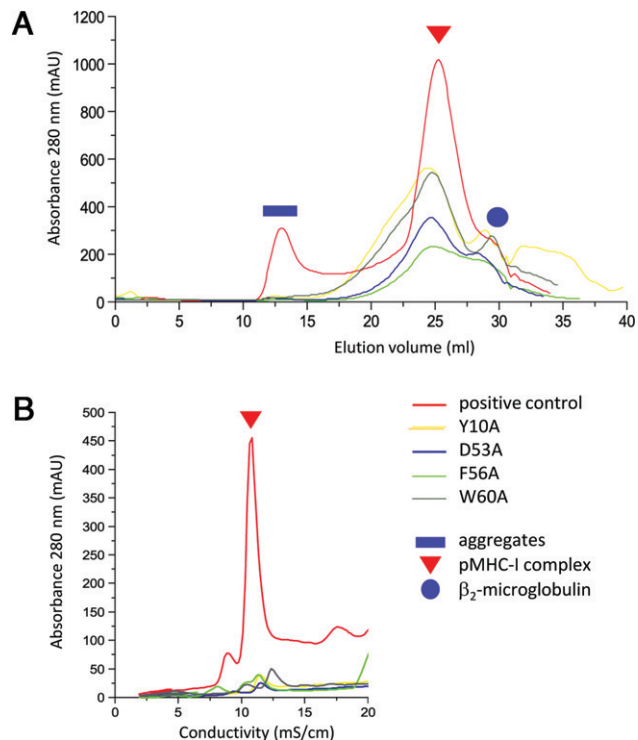 A
Absorbance 280 nm (mAU)
1200
1000
800
600
400
200
0
0 5 10 15 20 25 30 35 40
Elution volume (ml)
B
Absorbance 280 nm (mAU)
500
450
400
350
300
250
200
150
100
50
25
0
0 5 10 15 20
Conductivity (mS/cm)
positive control
Y10A
D53A
F56A
W60A
aggregates
pMHC-I complex
β₂-microglobulin